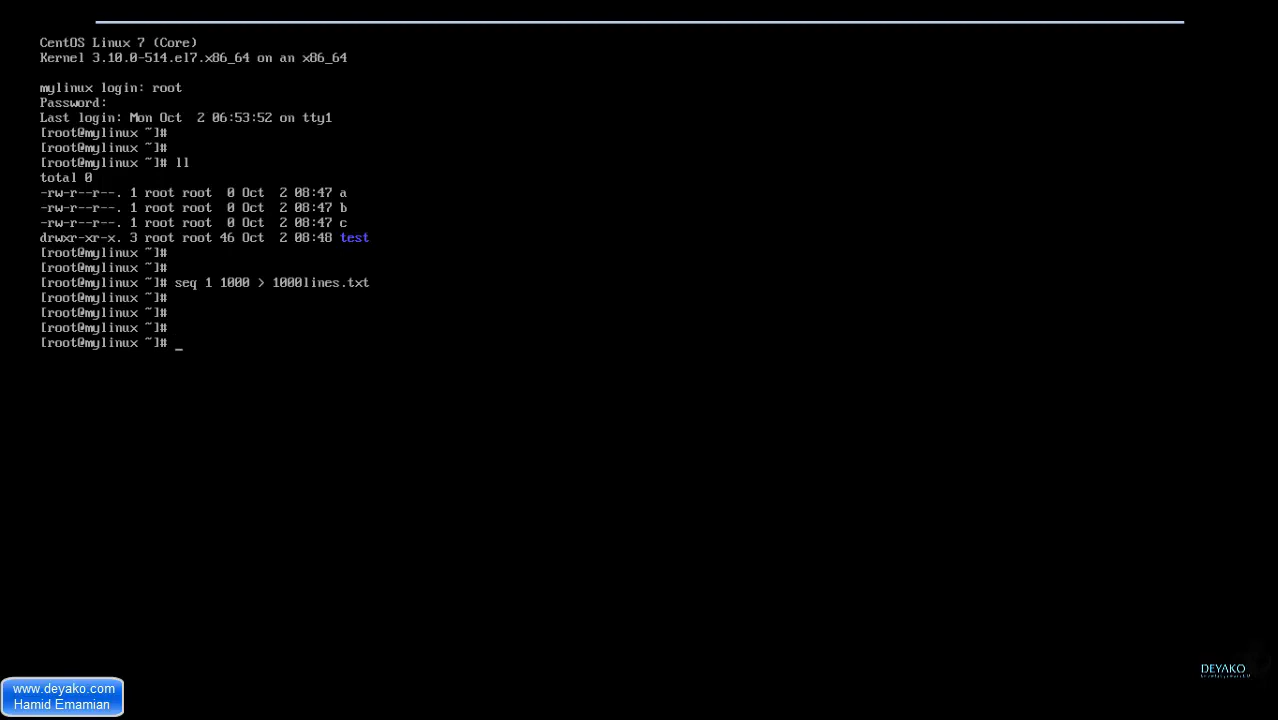 CentOS Linux 7 (Core)
Kernel 3.10.0-514.el7.x86_64 on an x86_64
mylinux login: root
Password:
Last login: Mon Oct  2 06:53:52 on tty1
[root@mylinux ~]#
[root@mylinux ~]#
[root@mylinux ~]# ll
total 0
-rw-r--r--. 1 root root  0 Oct  2 08:47 a
-rw-r--r--. 1 root root  0 Oct  2 08:47 b
-rw-r--r--. 1 root root  0 Oct  2 08:47 c
drwxr-xr-x. 3 root root 46 Oct  2 08:48 test
[root@mylinux ~]#
[root@mylinux ~]#
[root@mylinux ~]# seq 1 1000 > 1000lines.txt
[root@mylinux ~]#
[root@mylinux ~]#
[root@mylinux ~]#
[root@mylinux ~]# _
DEYAKO
www.deyako.com
Hamid Emamian